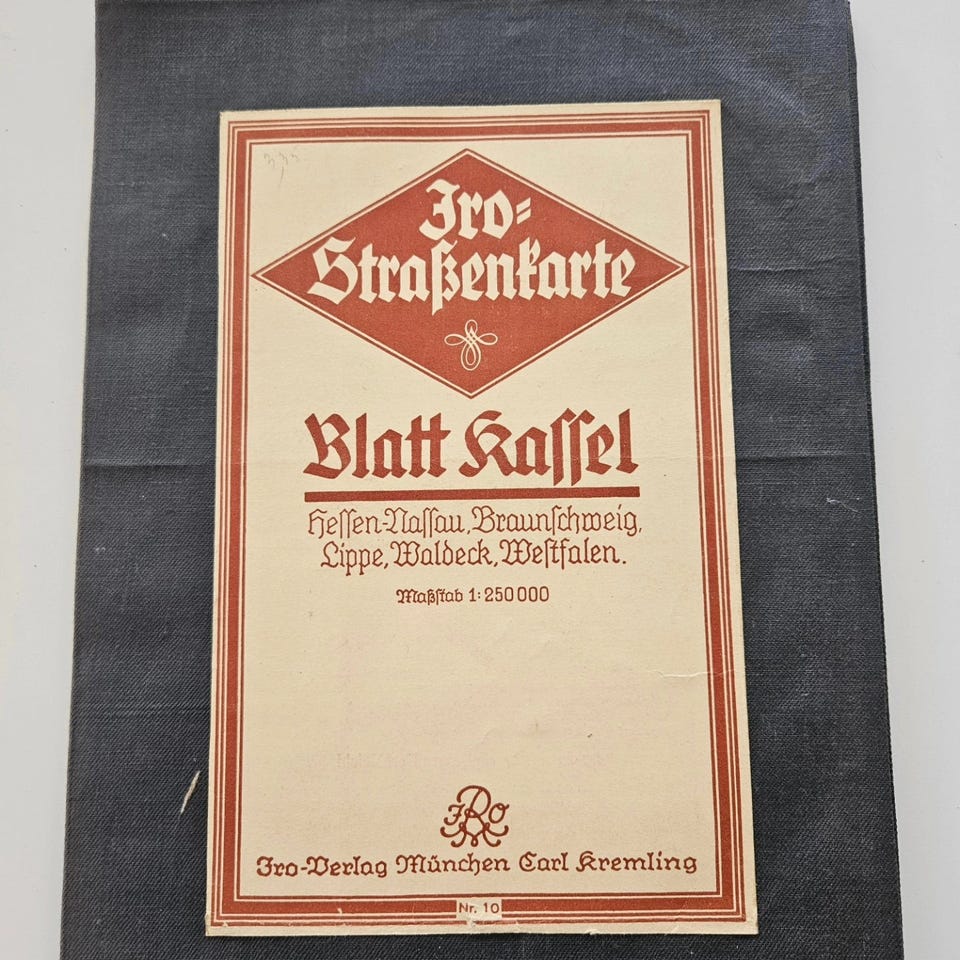 Iro-
Straßenkarte
Blatt Kassel
Hessen-Nassau, Braunschweig,
Lippe, Waldeck, Westfalen.
Maßstab 1:250000
IRO
Iro-Verlag München Carl Kremling
Nr. 10